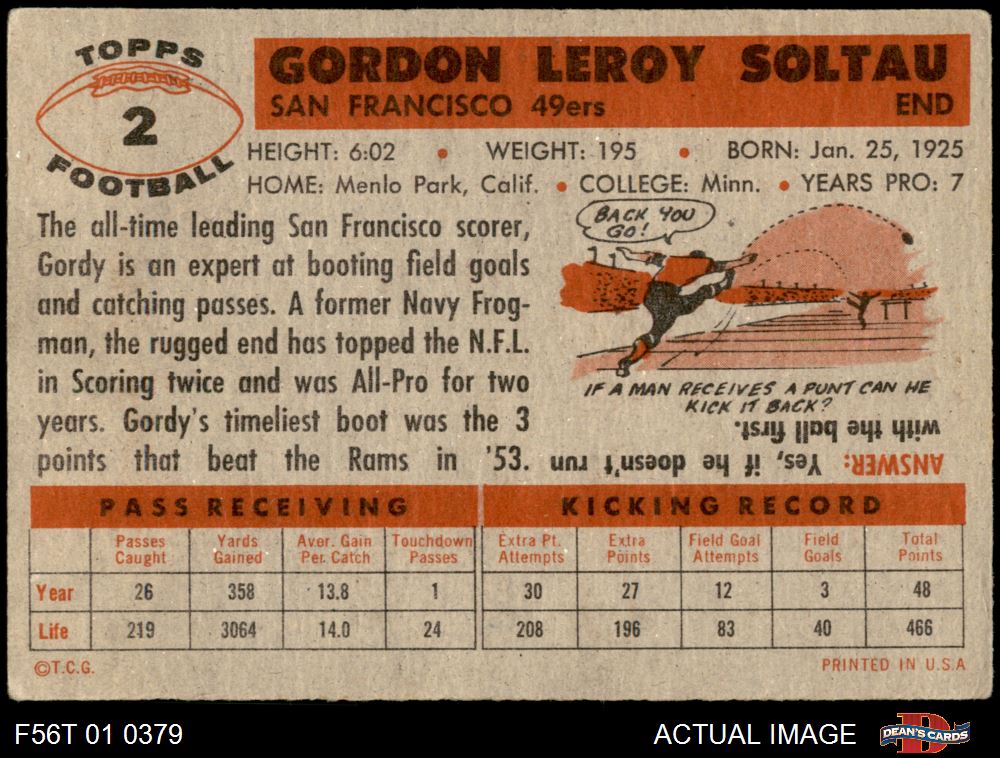 TOPPS
2
FOOTBALL
GORDON LEROY SOLTAU
SAN FRANCISCO 49ers END
HEIGHT: 6:02 • WEIGHT: 195 • BORN: Jan. 25, 1925
HOME: Menlo Park, Calif. • COLLEGE: Minn. • YEARS PRO: 7
The all-time leading San Francisco scorer,
Gordy is an expert at booting field goals
and catching passes. A former Navy Frog-
man, the rugged end has topped the N.F.L.
in Scoring twice and was All-Pro for two
years. Gordy's timeliest boot was the 3
points that beat the Rams in '53.
BACK YOU
GO!
IF A MAN RECEIVES A PUNT CAN HE
KICK IT BACK?
ANSWER: Yes, if he doesn't run
with the ball first.
PASS RECEIVING KICKING RECORD
Passes Caught Yards Gained Aver. Gain Per. Catch Touchdown Passes Extra Pt. Attempts Extra Points Field Goal Attempts Field Goals Total Points
Year 26 358 13.8 1 30 27 12 3 48
Life 219 3064 14.0 24 208 196 83 40 466
©T.C.G. PRINTED IN U.S.A
F56T 01 0379 ACTUAL IMAGE D DEAN'S CARDS